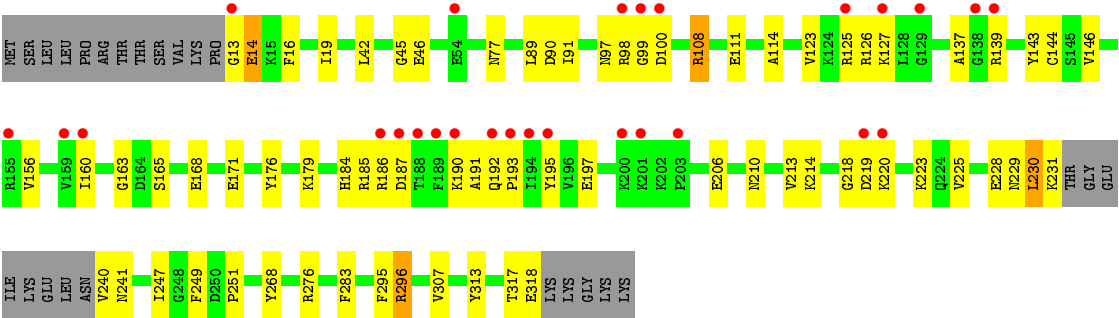 MET SER LEU LEU PRO ARG THR THR SER VAL LYS PRO G13 E14 K15 F16 I19 L42 G45 E46 E54 N77 L89 D90 I91 N97 R98 G99 D100 R108 E111 A114 V123 K124 R125 R126 K127 L128 G129 A137 G138 R139 Y143 C144 S145 V146
R155 V156 V159 I160 G163 D164 S165 E168 E171 Y176 K179 H184 R185 R186 D187 T188 F189 K190 A191 Q192 P193 I194 Y195 V196 E197 K200 K201 K202 P203 E206 N210 V213 K214 G218 D219 K220 K223 Q224 V225 E228 N229 L230 K231 THR GLY GLU
ILE LYS GLU LEU ASN V240 N241 I247 G248 F249 D250 P251 Y268 R276 F283 F295 R296 V307 Y313 T317 E318 LYS LYS GLY LYS LYS